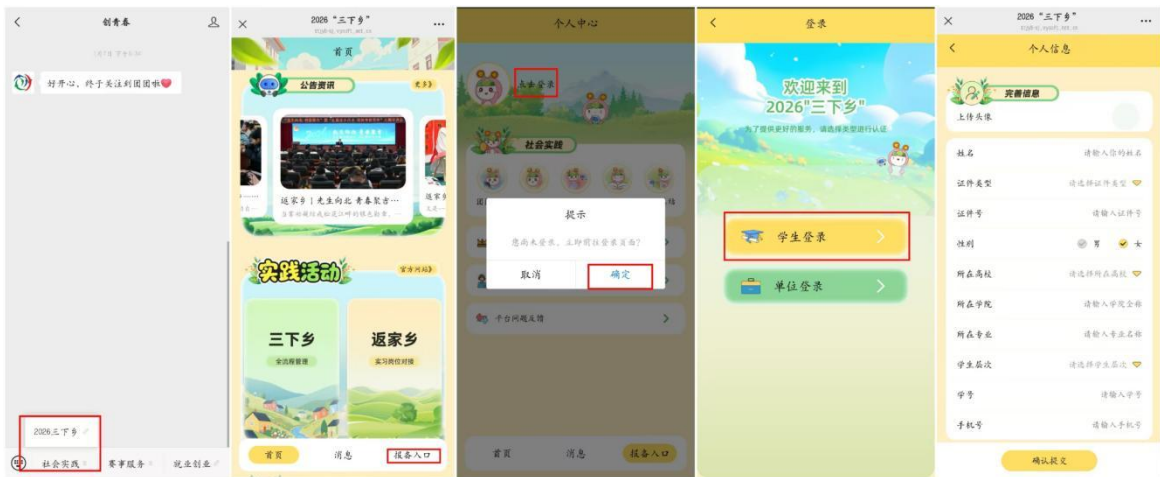 创青春
好开心，终于关注到团团啦
2026三下乡
社会实践
赛事服务
就业创业
2026“三下乡”
首页
公告资讯
更多》
返家乡 | 先生向北 青春聚吉…
返家乡
实践活动
官方网站》
三下乡
全流程管理
返家乡
实习岗位对接
首页
消息
报备入口
个人中心
点击登录
社会实践
提示
您尚未登录，立即前往登录页面？
取消
确定
平台问题反馈
首页
消息
报备入口
登录
欢迎来到
2026"三下乡"
为了提供更好的服务，请选择类型进行认证
学生登录
单位登录
2026“三下乡”
个人信息
完善信息
上传头像
姓名 请输入你的姓名
证件类型 请选择证件类型
证件号 请输入证件号
性别 男 女
所在高校 请选择所在高校
所在学院 请输入学院全称
所在专业 请输入专业名称
学生层次 请选择学生层次
学号 请输入学号
手机号 请输入手机号
确认提交